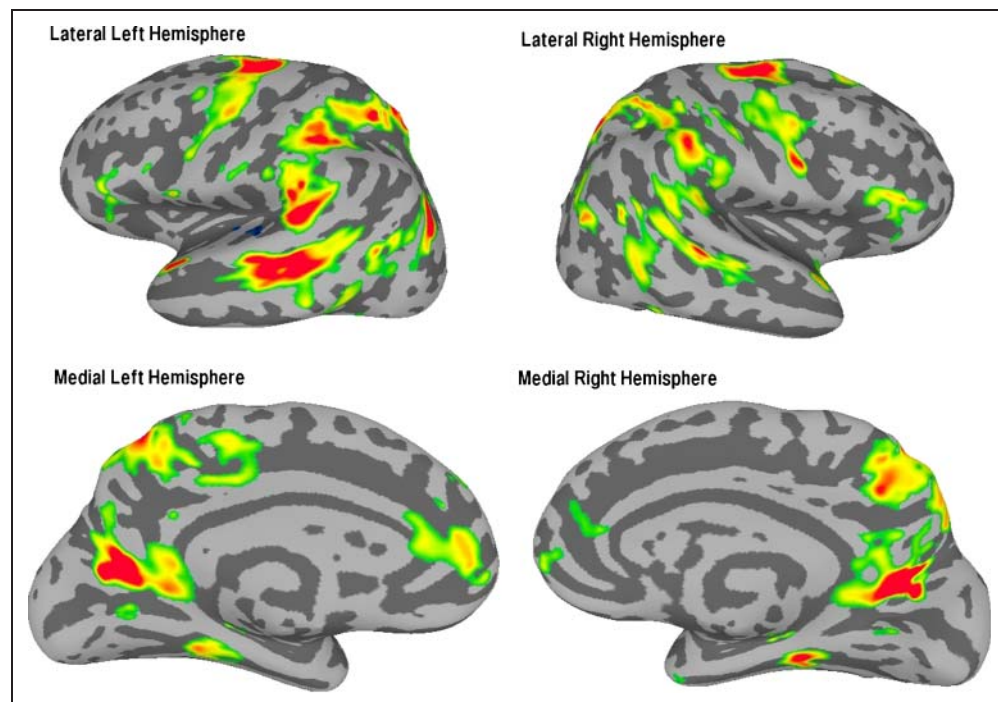 Lateral Left Hemisphere
Lateral Right Hemisphere
Medial Left Hemisphere
Medial Right Hemisphere